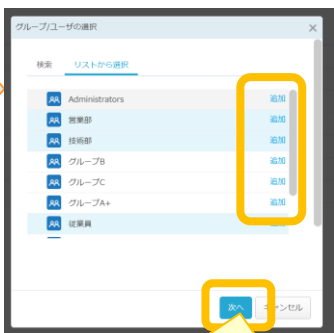 グループ/ユーザの選択
検索 リストから選択
Administrators 追加
営業部 追加
技術部 追加
グループB 追加
グループC 追加
グループA+ 追加
従業員 追加
次へ キャンセル